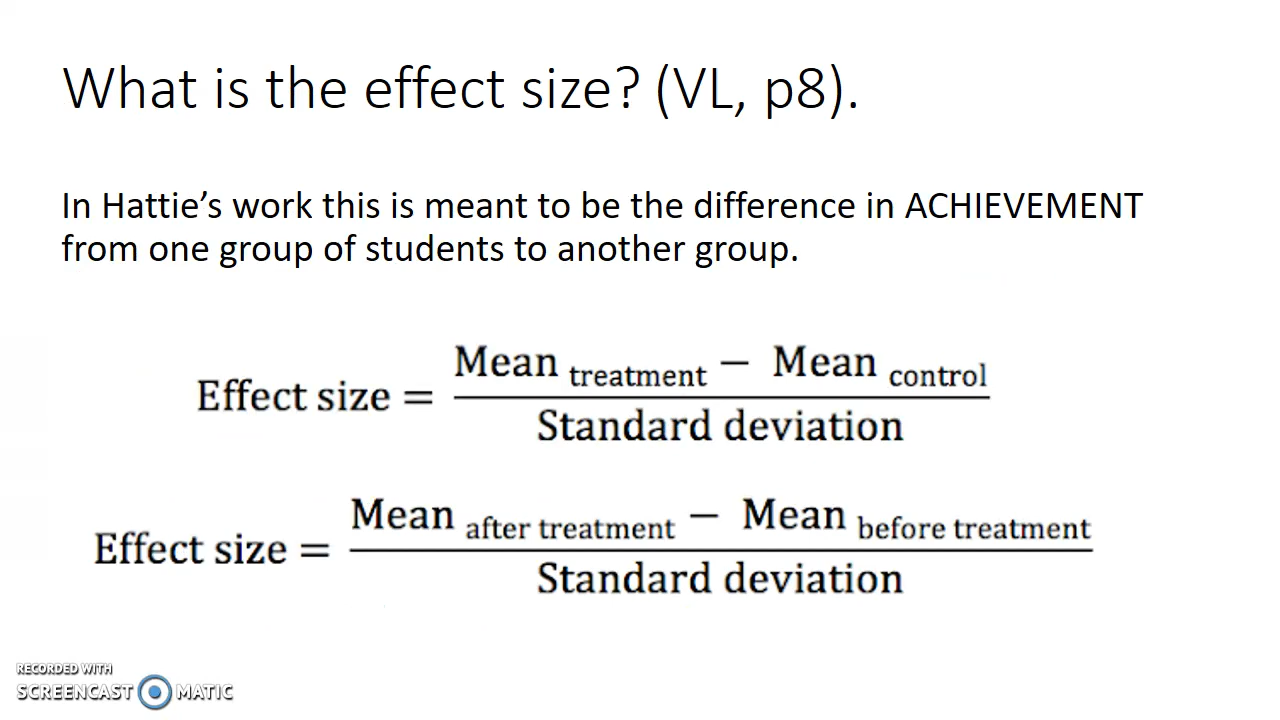 What is the effect size? (VL, p8).
In Hattie’s work this is meant to be the difference in ACHIEVEMENT
from one group of students to another group.
Effect size = Mean treatment − Mean control
Standard deviation
Effect size = Mean after treatment − Mean before treatment
Standard deviation
RECORDED WITH
SCREENCAST MATIC